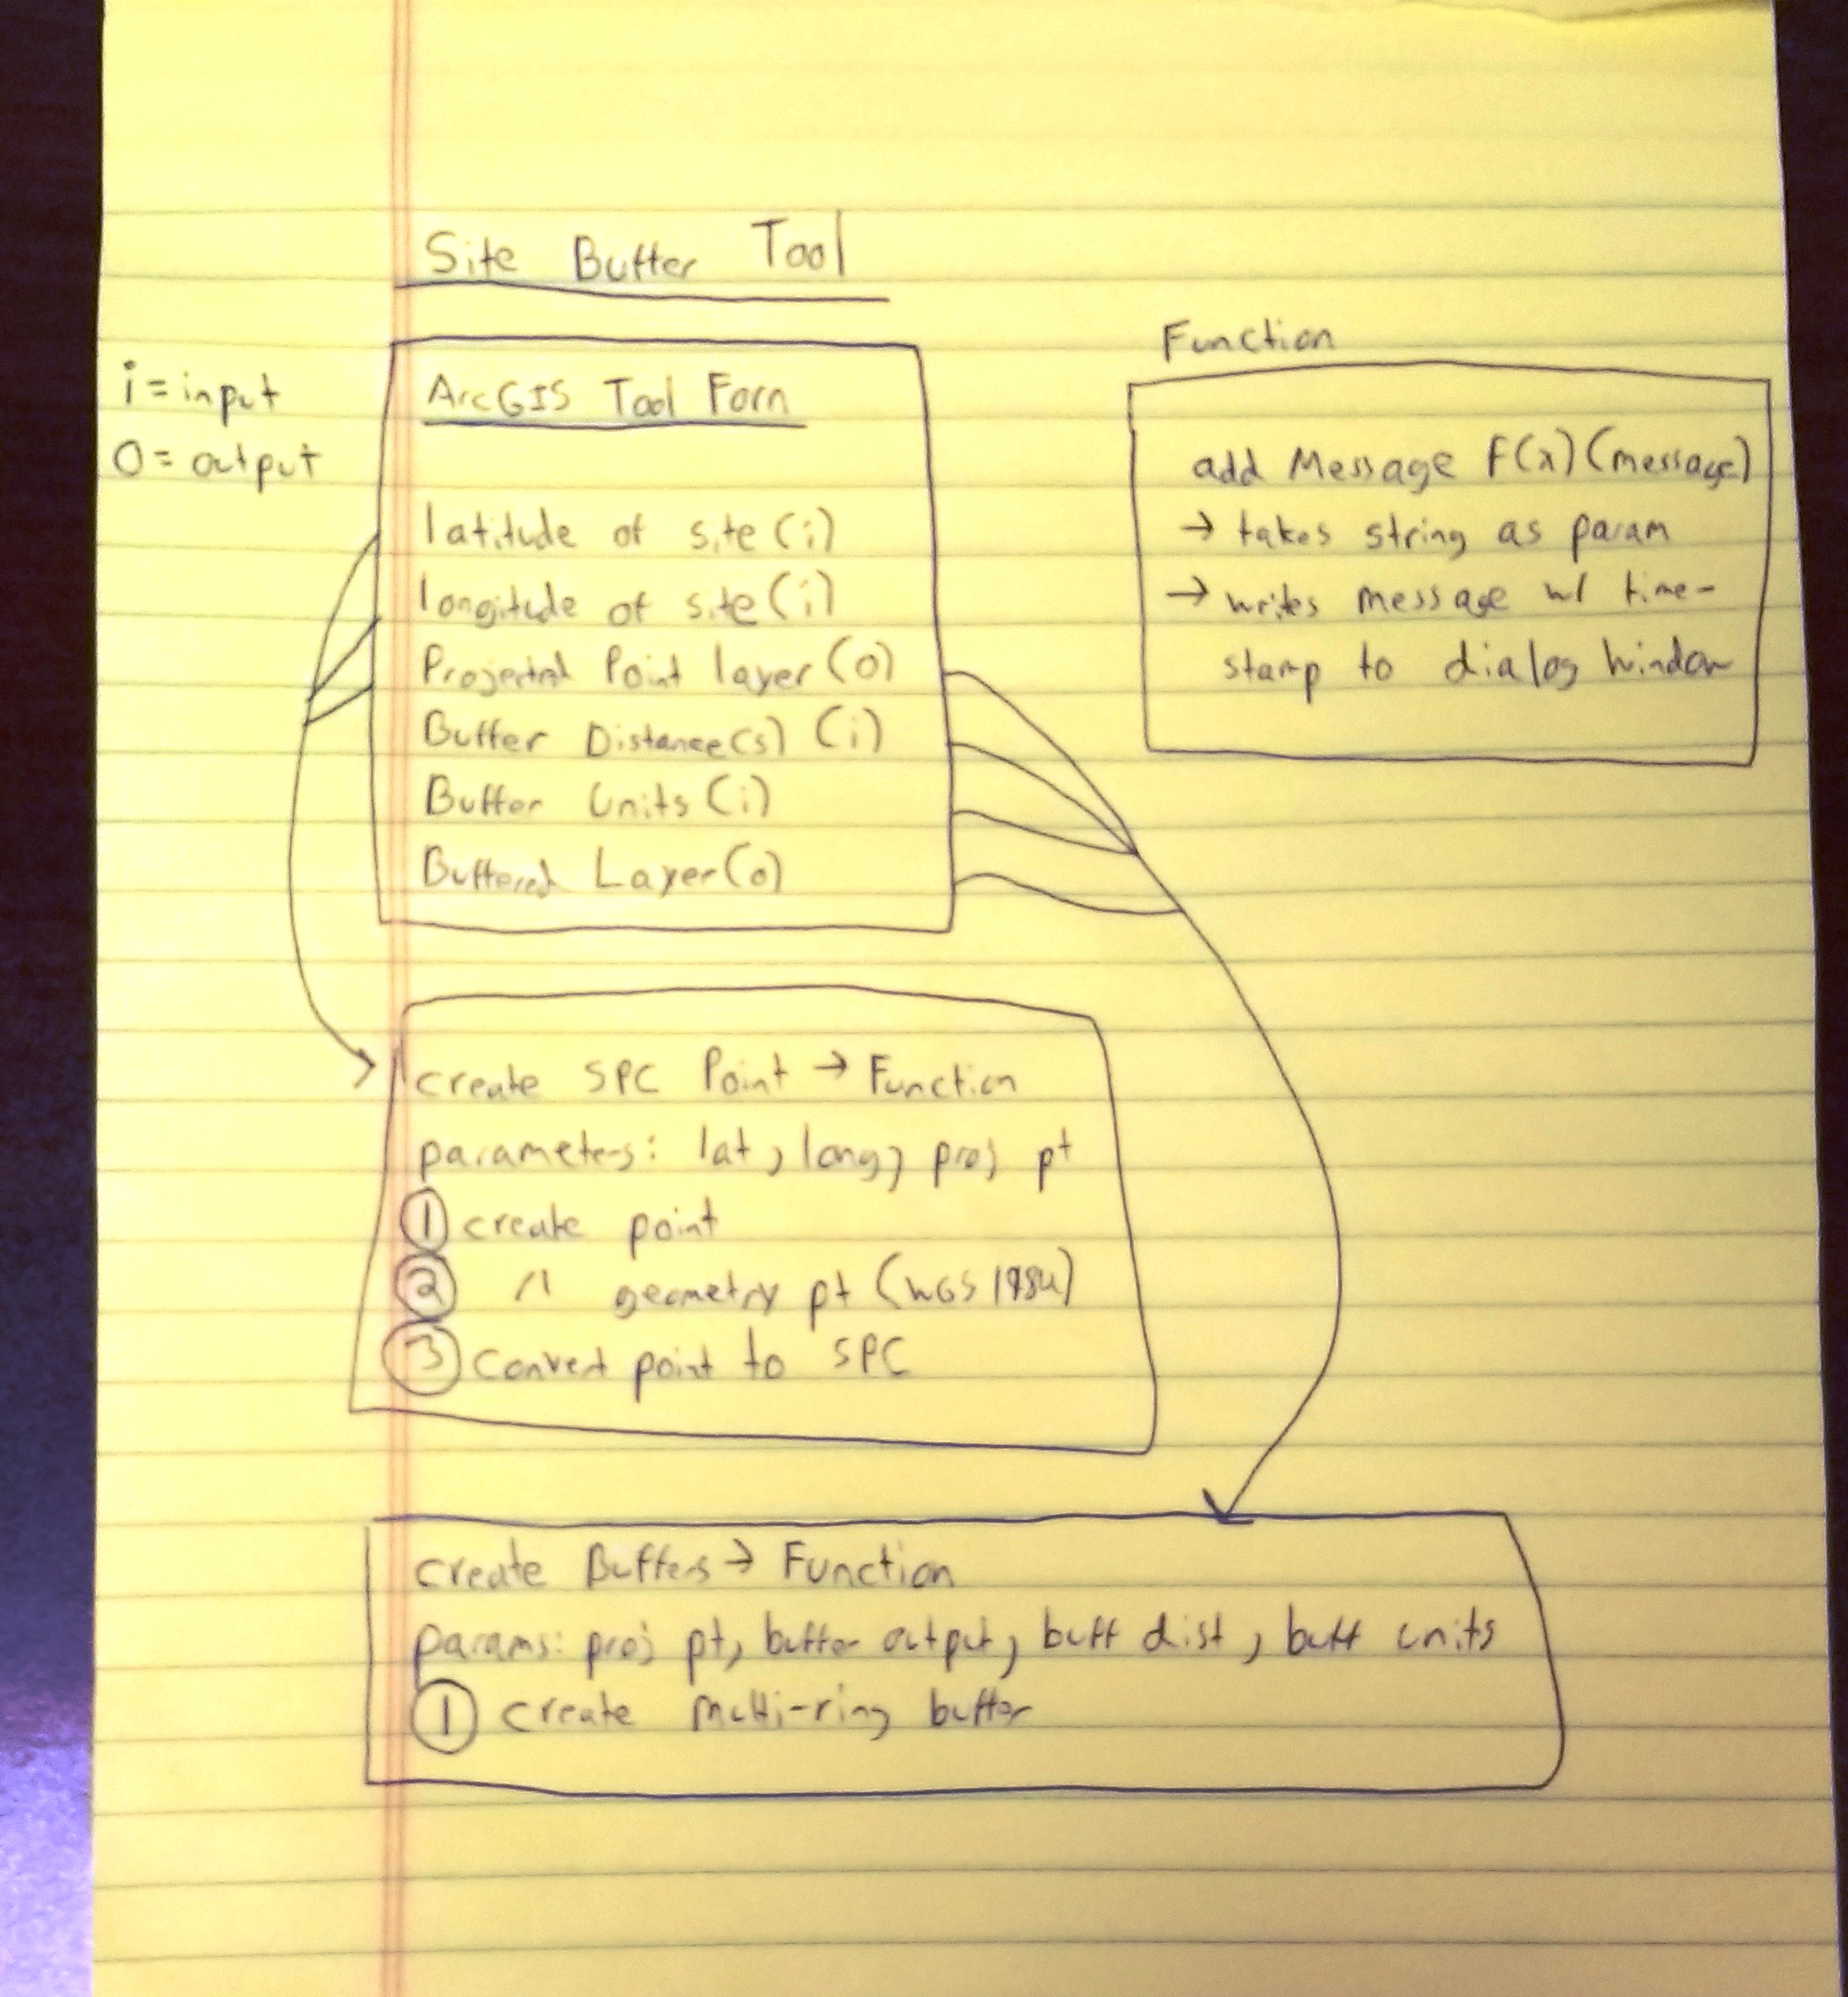 Site Buffer Tool
i = input
o = output
ArcGIS Tool Form
latitude of site (i)
longitude of site (i)
Projected Point layer (o)
Buffer Distance(s) (i)
Buffer Units (i)
Buffered Layer (o)
Function
add Message F(x) (message)
→ takes string as param
→ writes message w/ time-
stamp to dialog window
create SPC Point → Function
parameters: lat, long, proj pt
① create point
② " geometry pt (WGS 1984)
③ convert point to SPC
create Buffers → Function
params: proj pt, buffer output, buff dist, buff units
① create multi-ring buffer